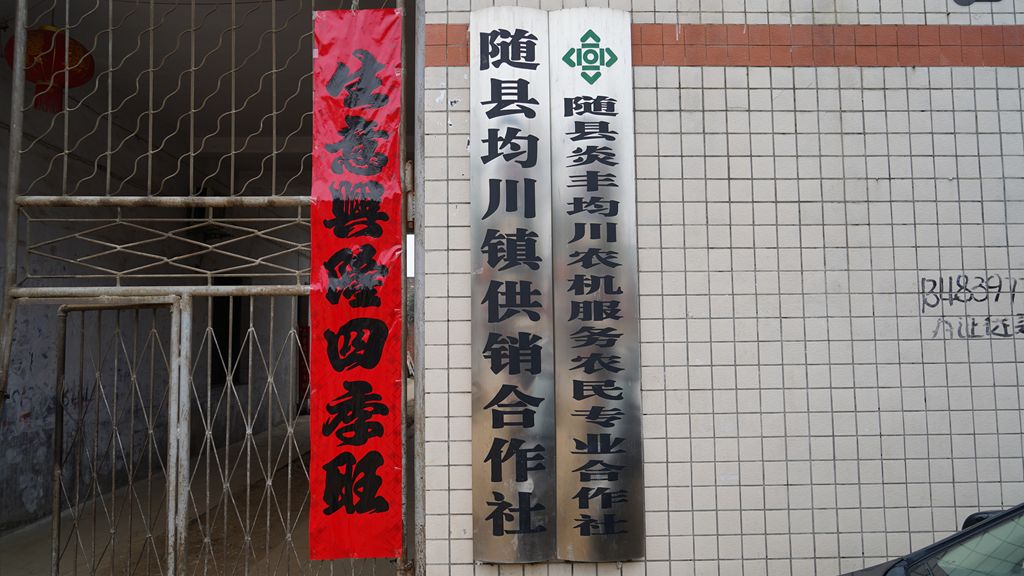 生意興隆四季旺
随县均川镇供销合作社
随县炎丰均川农机服务农民专业合作社